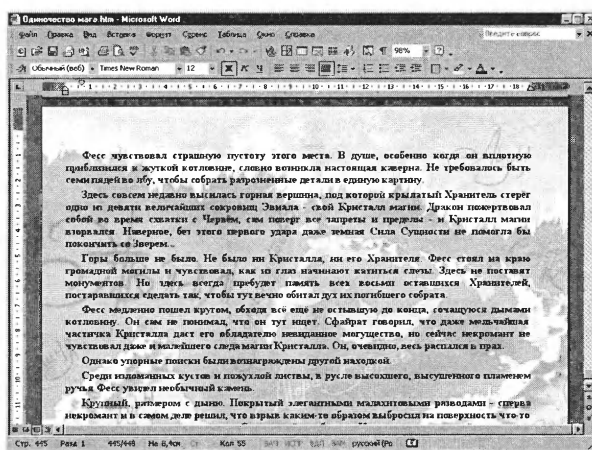 Одиночество мага.htm - Microsoft Word
Файл Правка Вид Вставка Формат Сервис Таблица Окно Справка
Введите вопрос
98%
Обычный (веб) Times New Roman 12 Ж К Ч
Фесс чувствовал страшную пустоту этого места. В душе, особенно когда он вплотную
приблизился к жуткой котловине, словно возникла настоящая каверна. Не требовалось быть
семи пядей во лбу, чтобы собрать разрозненные детали в единую картину.
Здесь совсем недавно высилась горная вершина, под которой крылатый Хранитель стерёг
одно из девяти величайших сокровищ Эвиала - свой Кристалл магии. Дракон пожертвовал
собой во время схватки с Червём, сам поверг все запреты и пределы - и Кристалл магии
взорвался. Наверное, без этого первого удара даже земная Сила Сущности не помогла бы
покончить со Зверем...
Горы больше не было. Не было ни Кристалла, ни его Хранителя. Фесс стоял на краю
громадной могилы и чувствовал, как из глаз начинают катиться слезы. Здесь не поставят
монументов. Но здесь всегда пребудет память всех восьми оставшихся Хранителей,
постаравшихся сделать так, чтобы тут вечно обитал дух их погибшего собрата.
Фесс медленно пошел кругом, обходя всё ещё не остывшую до конца, сочащуюся дымами
котловину. Он сам не понимал, что он тут ищет. Сфайрат говорил, что даже мельчайшая
частичка Кристалла даст его обладателю невиданное могущество, но сейчас некромант не
чувствовал даже и малейшего следа магии Кристалла. Он, очевидно, весь распался в прах.
Однако упорные поиски были вознаграждены другой находкой.
Среди изломанных кустов и пожухлой листвы, в русле высохшего, высушенного пламенем
ручья Фесс увидел необычный камень.
Крупный, размером с дыню. Покрытый элегантными малахитовыми разводами - сперва
некромант и в самом деле решил, что взрыв каким-то образом выбросил на поверхность что-то
Стр. 445 Разд 1 445/448 На 8,4см Ст Кол 55 ЗАП ИСПР ВДЛ ЗАМ русский (Ро